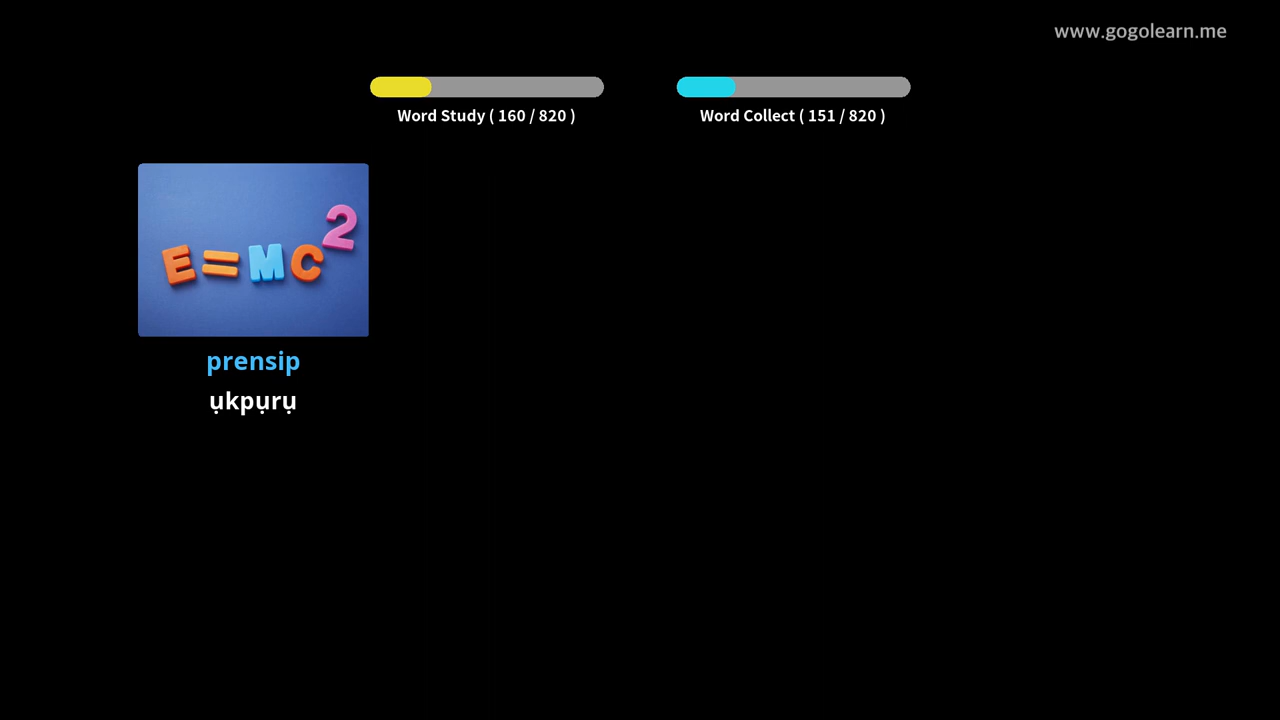 www.gogolearn.me
Word Study ( 160 / 820 )
Word Collect ( 151 / 820 )
E=MC²
prensip
ụkpụrụ